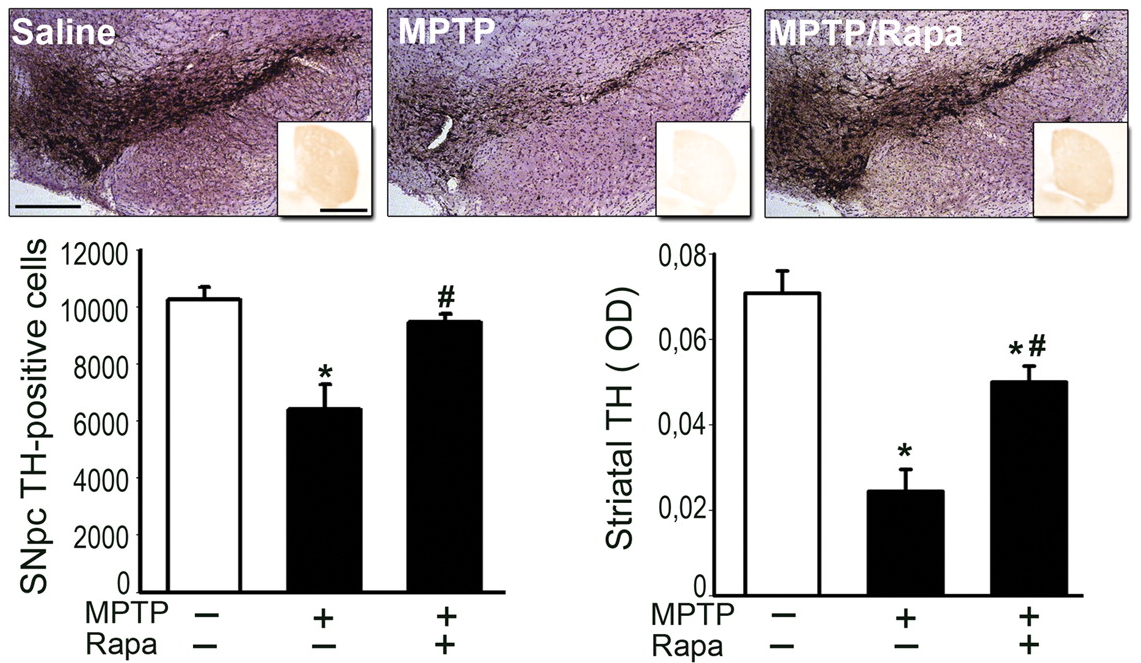 Saline
MPTP
MPTP/Rapa
SNpc TH-positive cells
12000
10000
8000
6000
4000
2000
0
*
#
MPTP − + +
Rapa − − +
Striatal TH ( OD)
0,08
0,06
0,04
0,02
0
*
*#
MPTP − + +
Rapa − − +